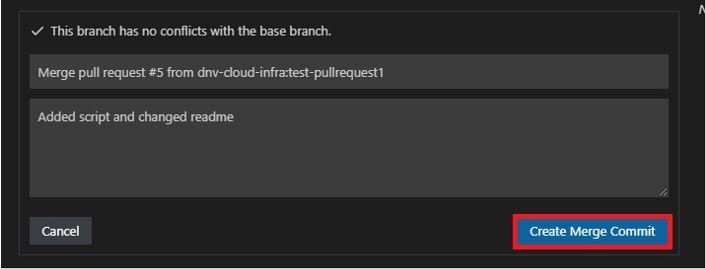 This branch has no conflicts with the base branch.
Merge pull request #5 from dnv-cloud-infra:test-pullrequest1
Added script and changed readme
Cancel
Create Merge Commit